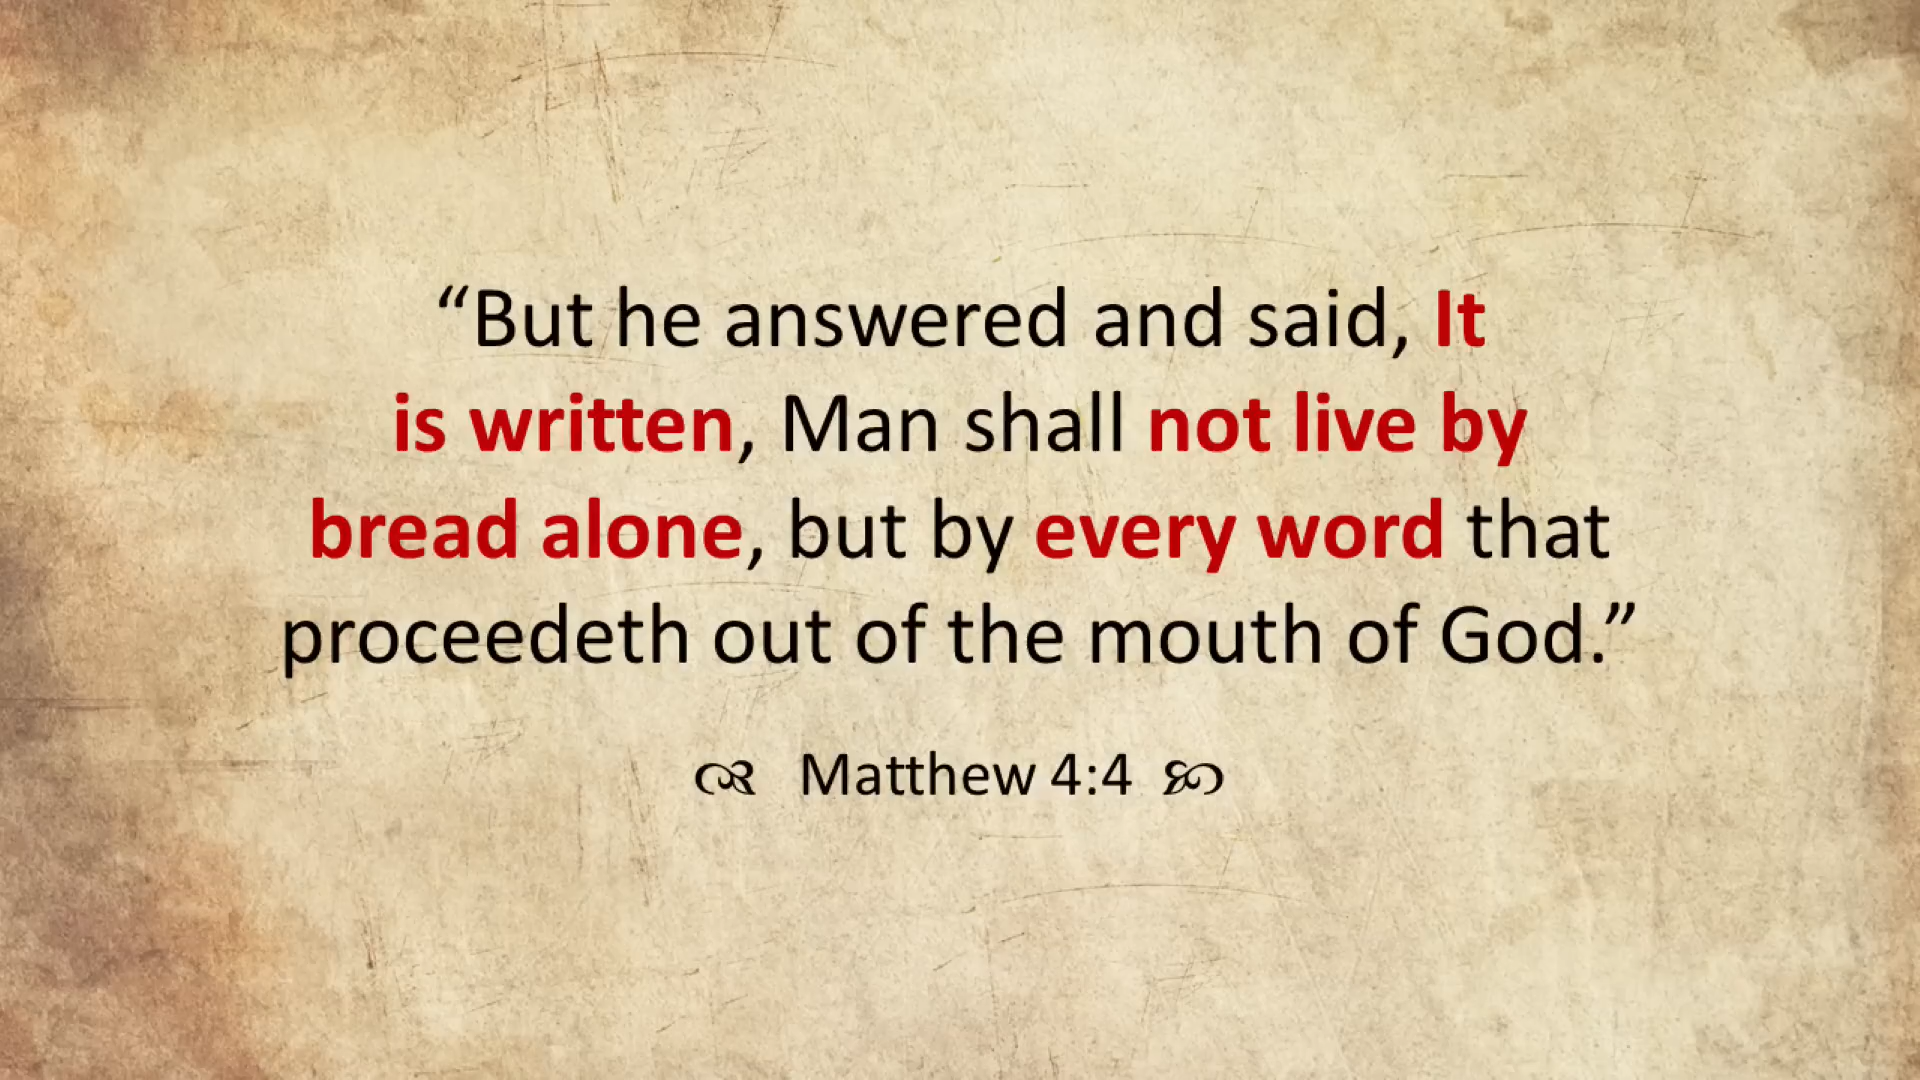 “But he answered and said, It
is written, Man shall not live by
bread alone, but by every word that
proceedeth out of the mouth of God.”
Matthew 4:4